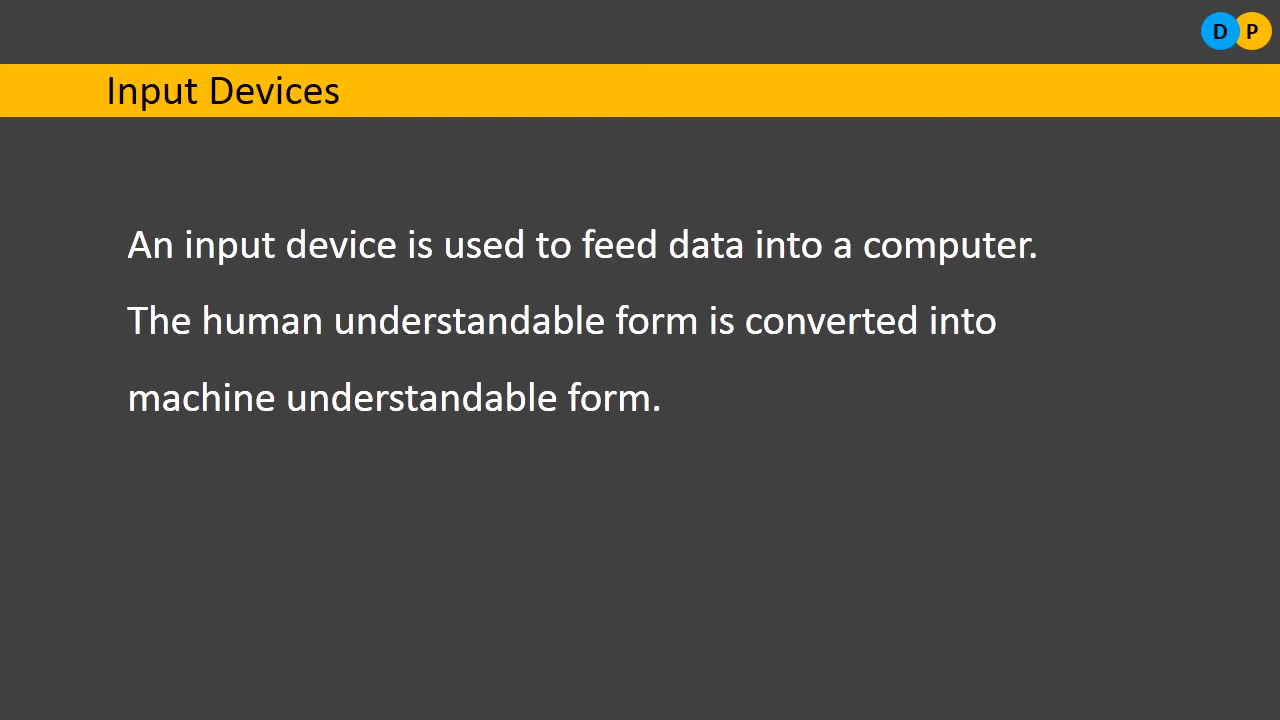 D P
Input Devices
An input device is used to feed data into a computer.
The human understandable form is converted into
machine understandable form.